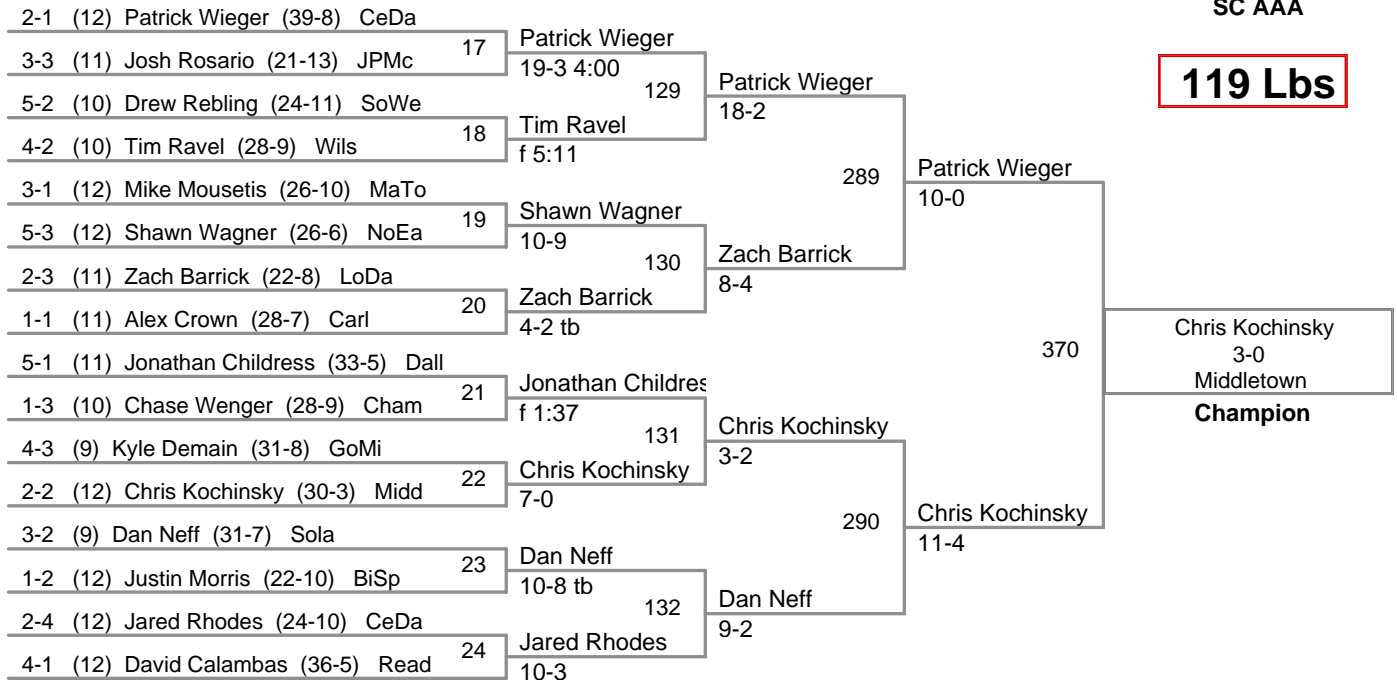 SC AAA
119 Lbs
2-1 (12) Patrick Wieger (39-8) CeDa
3-3 (11) Josh Rosario (21-13) JPMc
5-2 (10) Drew Rebling (24-11) SoWe
4-2 (10) Tim Ravel (28-9) Wils
3-1 (12) Mike Mousetis (26-10) MaTo
5-3 (12) Shawn Wagner (26-6) NoEa
2-3 (11) Zach Barrick (22-8) LoDa
1-1 (11) Alex Crown (28-7) Carl
5-1 (11) Jonathan Childress (33-5) Dall
1-3 (10) Chase Wenger (28-9) Cham
4-3 (9) Kyle Demain (31-8) GoMi
2-2 (12) Chris Kochinsky (30-3) Midd
3-2 (9) Dan Neff (31-7) Sola
1-2 (12) Justin Morris (22-10) BiSp
2-4 (12) Jared Rhodes (24-10) CeDa
4-1 (12) David Calambas (36-5) Read
17
18
19
20
21
22
23
24
Patrick Wieger
19-3 4:00
Tim Ravel
f 5:11
Shawn Wagner
10-9
Zach Barrick
4-2 tb
Jonathan Childres
f 1:37
Chris Kochinsky
7-0
Dan Neff
10-8 tb
Jared Rhodes
10-3
129
130
131
132
Patrick Wieger
18-2
Zach Barrick
8-4
Chris Kochinsky
3-2
Dan Neff
9-2
289
290
Patrick Wieger
10-0
Chris Kochinsky
11-4
370
Chris Kochinsky
3-0
Middletown
Champion